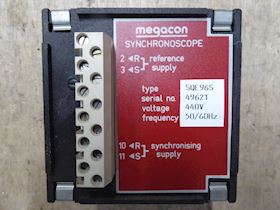 megacon
SYNCHRONOSCOPE
2 ◄R reference
3 ◄S supply
type SQE96S
serial no. 49621
voltage 440V
frequency 50/60Hz
10 ◄R synchronising
11 ◄S supply